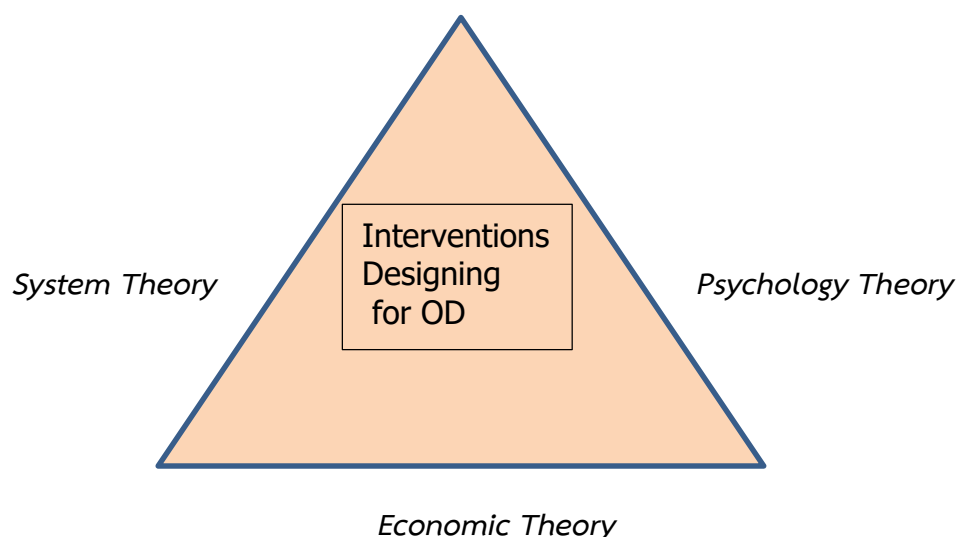 Interventions
Designing
for OD
System Theory
Psychology Theory
Economic Theory